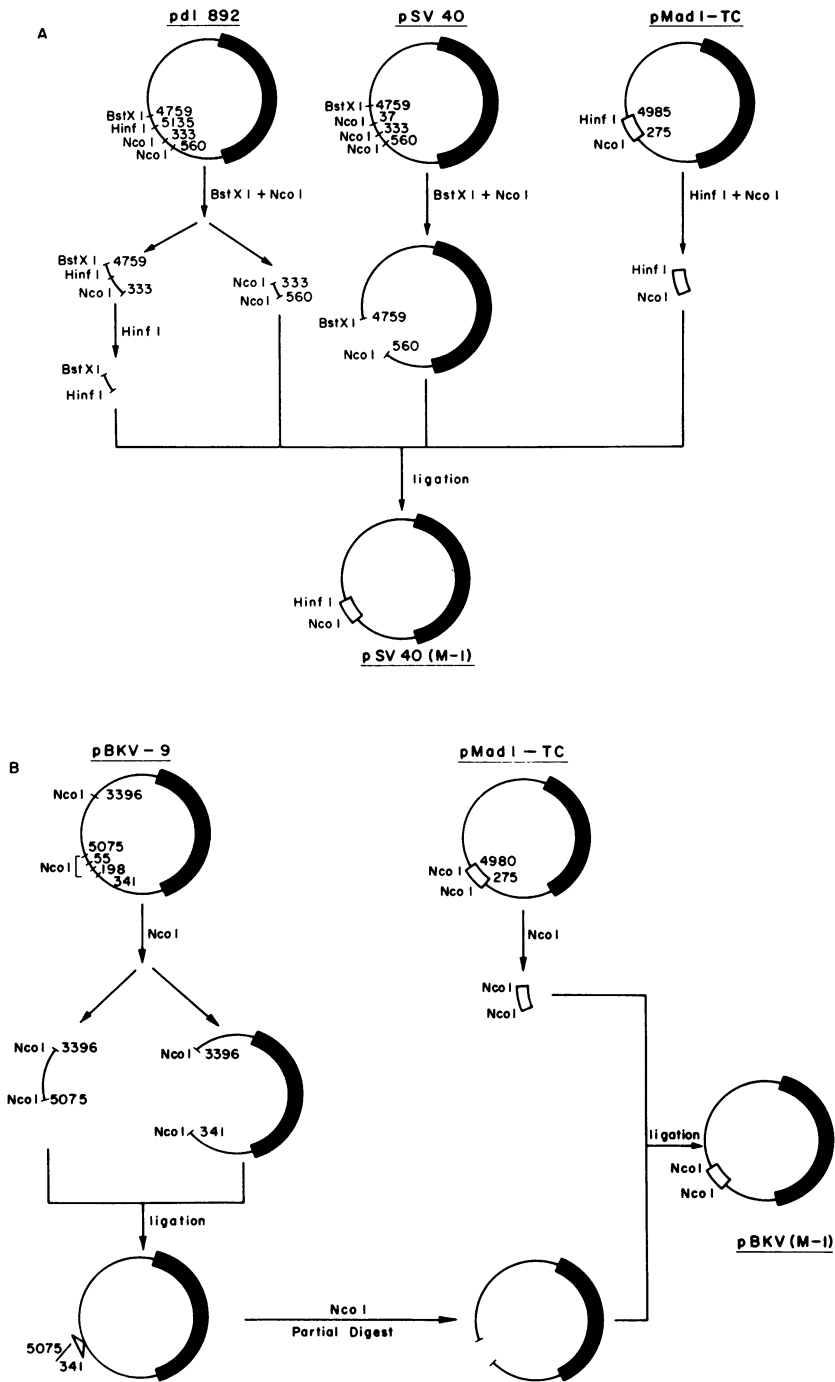 A
pdl 892
pSV 40
pMad I-TC
BstX I
4759
Hinf I
5135
Nco I
333
Nco I
560
BstX I
4759
Nco I
37
Nco I
333
Nco I
560
Hinf I
4985
Nco I
275
BstX I + Nco I
BstX I + Nco I
Hinf I + Nco I
BstX I
4759
Hinf I
Nco I
333
Nco I
333
Nco I
560
BstX I
4759
Nco I
560
Hinf I
Nco I
Hinf I
BstX I
Hinf I
ligation
Hinf I
Nco I
pSV 40 (M-I)
B
pBKV - 9
pMad I - TC
Nco I
3396
Nco I
5075
55
198
341
Nco I
4980
Nco I
275
Nco I
Nco I
Nco I
Nco I
Nco I
3396
Nco I
5075
Nco I
3396
Nco I
341
ligation
Nco I
Nco I
pBKV (M-I)
ligation
5075
341
Nco I
Partial Digest